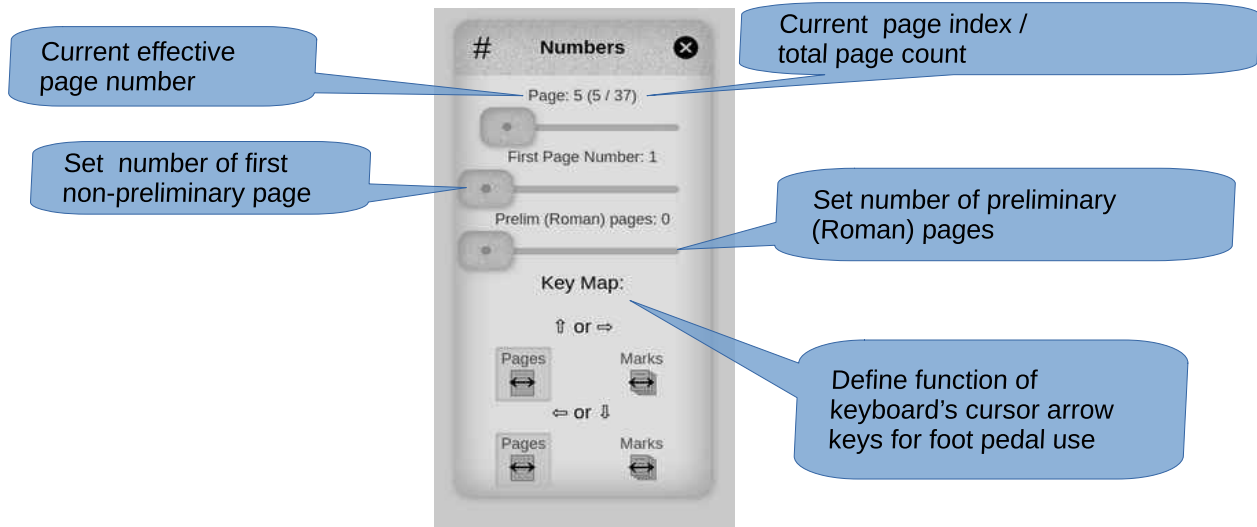 Current effective
page number
Current  page index /
total page count
# Numbers
Page: 5 (5 / 37)
First Page Number: 1
Set  number of first
non-preliminary page
Prelim (Roman) pages: 0
Set number of preliminary
(Roman) pages
Key Map:
⇧ or ⇨
Pages Marks
⇦ or ⇩
Pages Marks
Define function of
keyboard’s cursor arrow
keys for foot pedal use